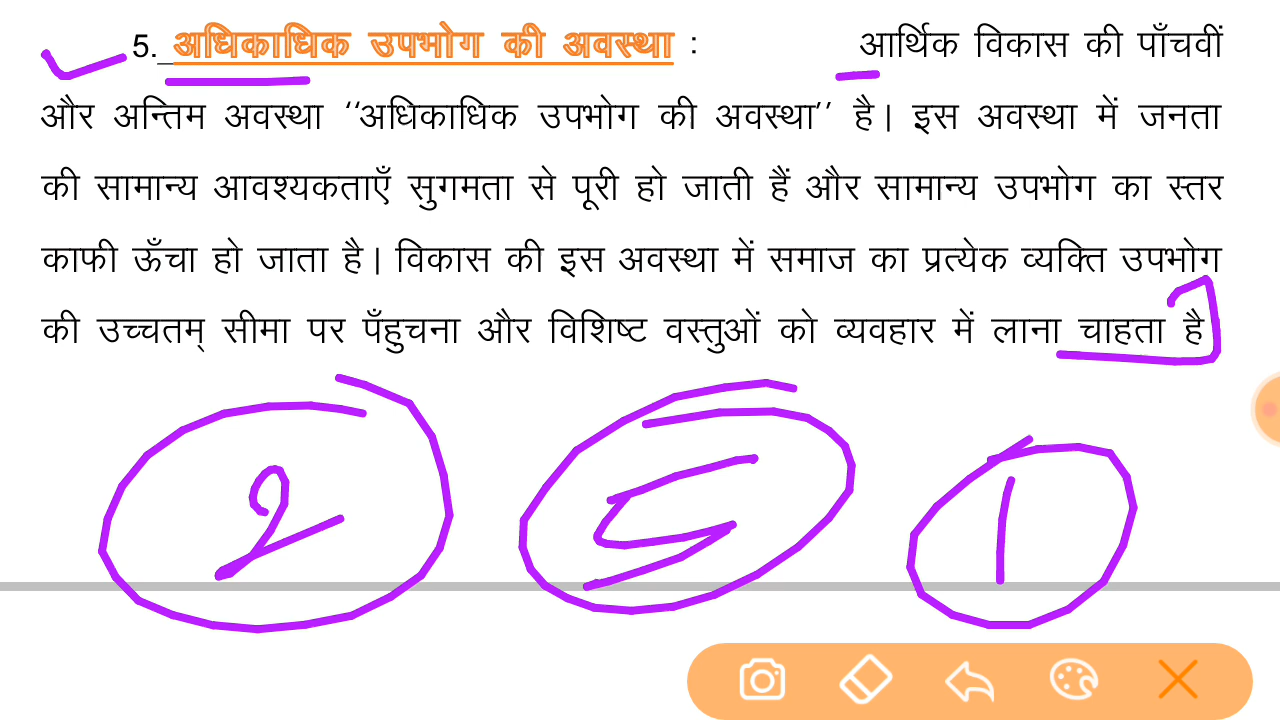 5. अधिकाधिक उपभोग की अवस्था : आर्थिक विकास की पाँचवीं
और अन्तिम अवस्था ‘‘अधिकाधिक उपभोग की अवस्था’’ है। इस अवस्था में जनता
की सामान्य आवश्यकताएँ सुगमता से पूरी हो जाती हैं और सामान्य उपभोग का स्तर
काफी ऊँचा हो जाता है। विकास की इस अवस्था में समाज का प्रत्येक व्यक्ति उपभोग
की उच्चतम् सीमा पर पँहुचना और विशिष्ट वस्तुओं को व्यवहार में लाना चाहता है
2 5 1